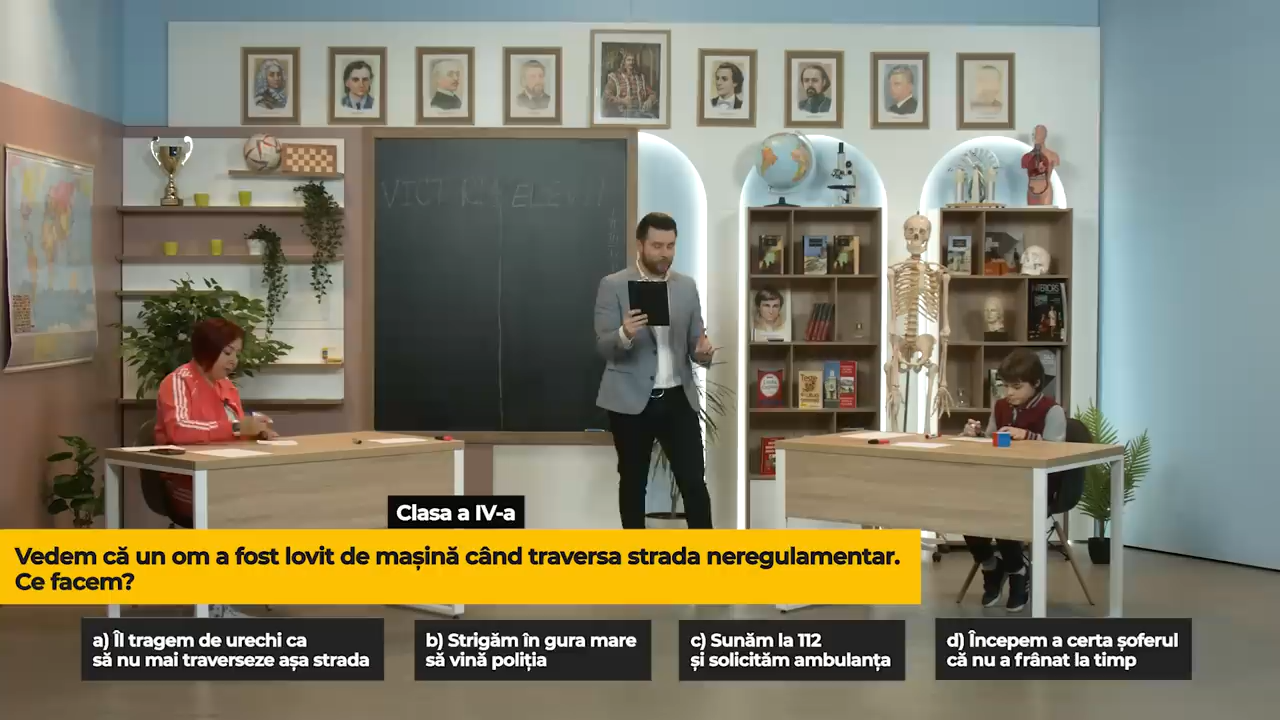 VICT
ELEVII
Clasa a IV-a
Vedem că un om a fost lovit de mașină când traversa strada neregulamentar.
Ce facem?
a) Îl tragem de urechi ca
să nu mai traverseze așa strada
b) Strigăm în gura mare
să vină poliția
c) Sunăm la 112
și solicităm ambulanța
d) Începem a certa șoferul
că nu a frânat la timp